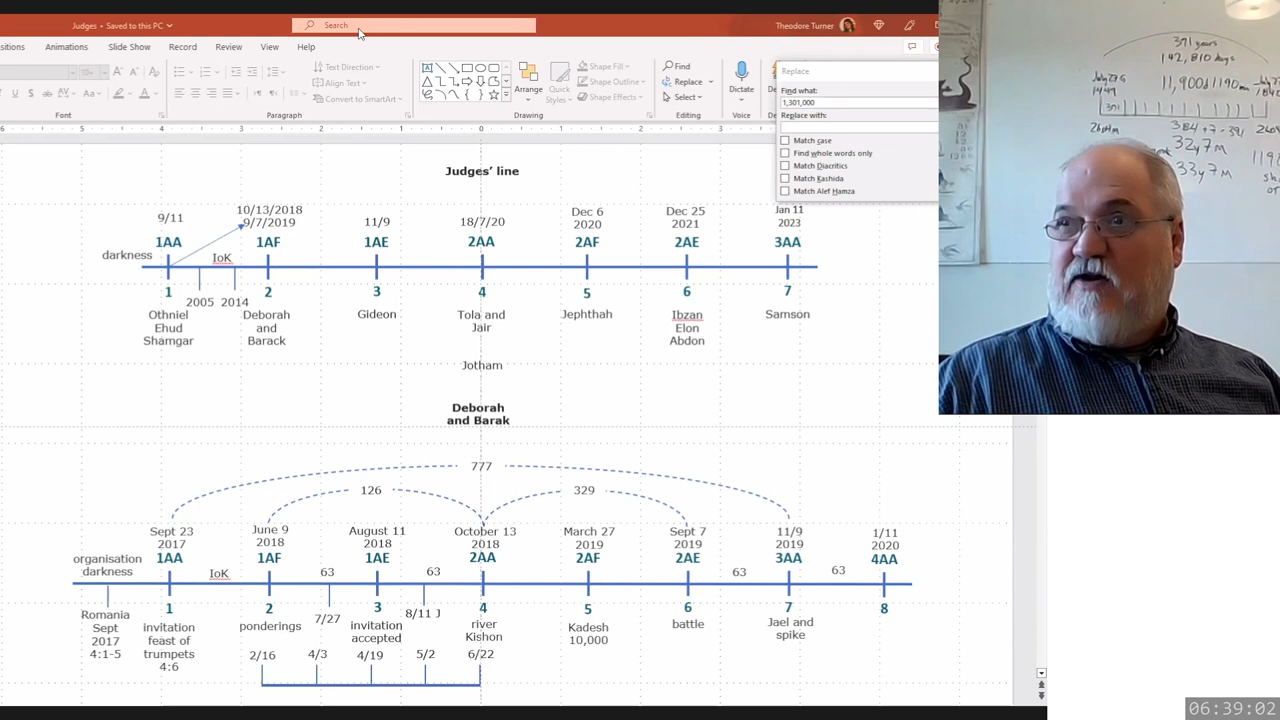 Judges • Saved to this PC
Search
Theodore Turner
sitions Animations Slide Show Record Review View Help
Text Direction
Align Text
Convert to SmartArt
Arrange
Quick Styles
Shape Fill
Shape Outline
Shape Effects
Find
Replace
Select
Dictate
Font Paragraph Drawing Editing Voice
Replace
Find what:
1,301,000
Replace with:
Match case
Find whole words only
Match Diacritics
Match Kashida
Match Alef Hamza
Judges’ line
9/11 10/13/2018 11/9 18/7/20 Dec 6 Dec 25 Jan 11
9/7/2019 2020 2021 2023
1AA 1AF 1AE 2AA 2AF 2AE 3AA
darkness IoK
1 2 3 4 5 6 7
2005 2014
Othniel Deborah Gideon Tola and Jephthah Ibzan Samson
Ehud and Jair Elon
Shamgar Barack Abdon
Jotham
Deborah
and Barak
777
126 329
Sept 23 June 9 August 11 October 13 March 27 Sept 7 11/9 1/11
2017 2018 2018 2018 2019 2019 2019 2020
1AA 1AF 1AE 2AA 2AF 2AE 3AA 4AA
organisation
darkness IoK 63 63 63 63
1 2 3 4 5 6 7 8
Romania
Sept
2017
4:1-5
invitation
feast of
trumpets
4:6
ponderings
7/27
invitation
accepted
8/11 J
river
Kishon
Kadesh
10,000
battle
Jael and
spike
2/16 4/3 4/19 5/2 6/22
391 years
142,810 days
32y7m
33y7m
06:39:02